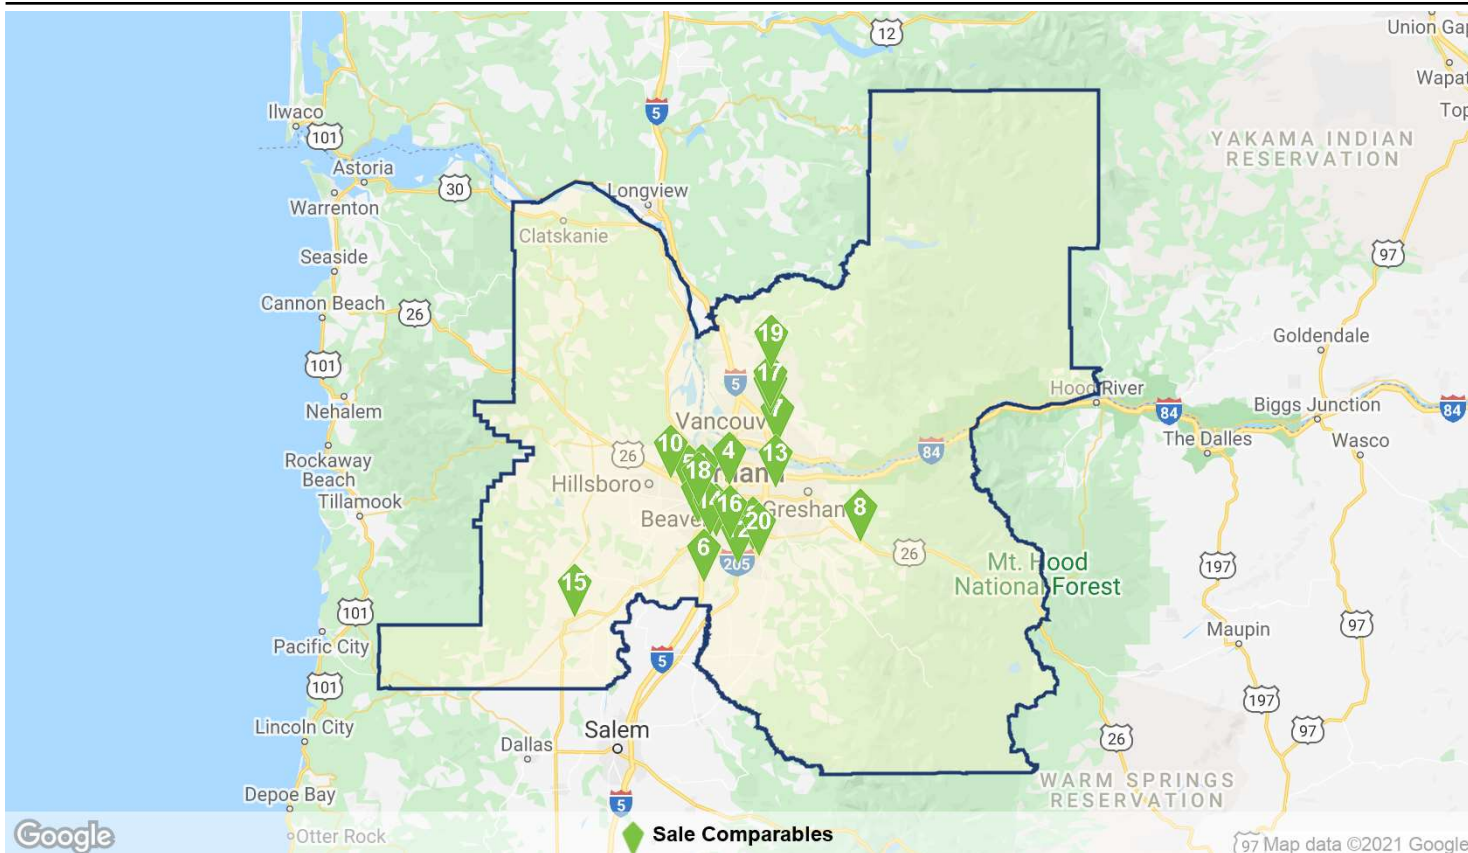 12
Union Gap
Wapat
Top
5
Ilwaco
101
YAKAMA INDIAN
RESERVATION
Astoria
30
Longview
Warrenton
Clatskanie
Seaside
97
Cannon Beach
26
19
Goldendale
101
17
5
Hood River
Nehalem
7
84
Biggs Junction
84
Vancouv
The Dalles
Wasco
10
4
13
84
26
Rockaway
Beach
18
Hillsboro
Tillamook
Gresham
8
16
Beaver
20
2
26
6
205
Mt. Hood
National Forest
197
15
101
97
Maupin
Pacific City
5
101
197
97
Lincoln City
Salem
Dallas
26
WARM SPRINGS
RESERVATION
Depoe Bay
5
Google
Otter Rock
Sale Comparables
97
Map data ©2021 Google